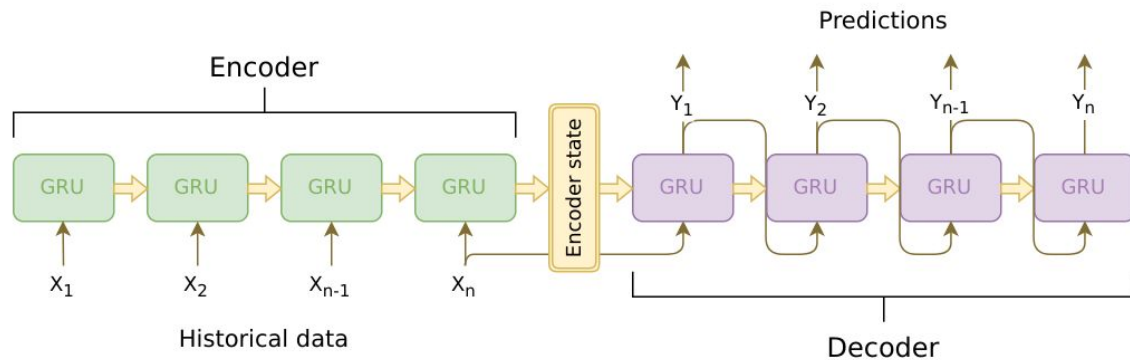 Predictions
Encoder
Y1 Y2 Yn-1 Yn
GRU GRU GRU GRU Encoder state GRU GRU GRU GRU
X1 X2 Xn-1 Xn
Historical data
Decoder